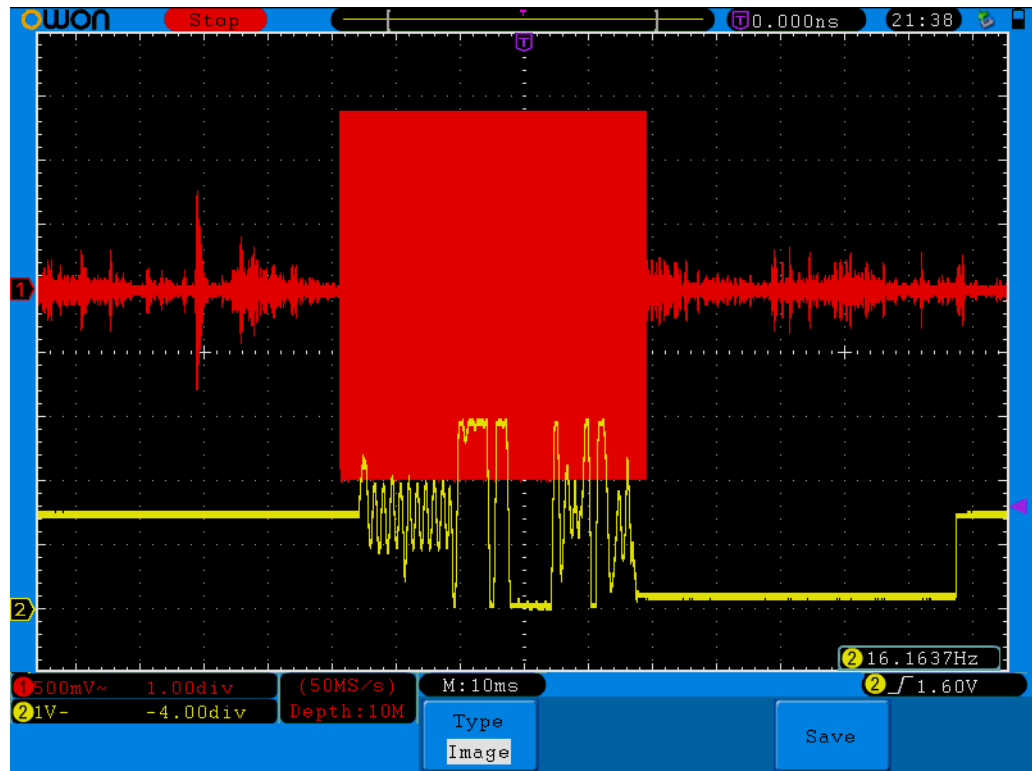 OWON Stop T 0.000ns 21:38
T
1
2
2 16.1637Hz
1 500mV~ 1.00div (50MS/s) M:10ms 2 1.60V
2 1V- -4.00div Depth:10M
Type
Image
Save